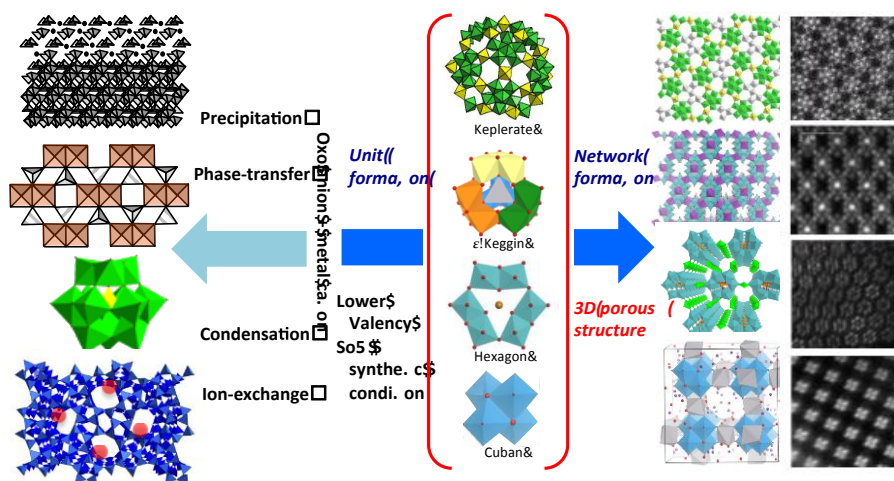 Precipitation
Phase-transfer
Condensation
Ion-exchange
Oxoanion$ $metal$a. on
Lower$
Valency$
So5 $$
synthe. c$$
condi. on
Unit((
forma, on(
Keplerate&
ε!Keggin&
Hexagon&
Cuban&
Network(
forma, on
3D(porous (
structure